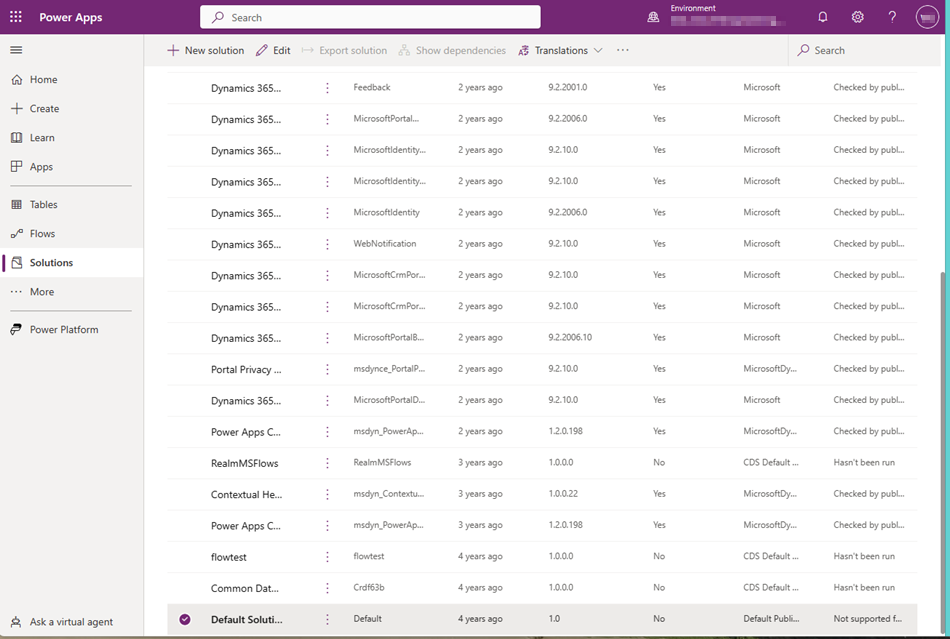 Power Apps
Search
Environment
New solution Edit Export solution Show dependencies Translations ··· Search
Home
Create
Learn
Apps
Tables
Flows
Solutions
More
Power Platform
Ask a virtual agent
Dynamics 365... Feedback 2 years ago 9.2.2001.0 Yes Microsoft Checked by publ...
Dynamics 365... MicrosoftPortal... 2 years ago 9.2.2006.0 Yes Microsoft Checked by publ...
Dynamics 365... MicrosoftIdentity... 2 years ago 9.2.10.0 Yes Microsoft Checked by publ...
Dynamics 365... MicrosoftIdentity... 2 years ago 9.2.10.0 Yes Microsoft Checked by publ...
Dynamics 365... MicrosoftIdentity 2 years ago 9.2.2006.0 Yes Microsoft Checked by publ...
Dynamics 365... WebNotification 2 years ago 9.2.10.0 Yes Microsoft Checked by publ...
Dynamics 365... MicrosoftCrmPor... 2 years ago 9.2.10.0 Yes Microsoft Checked by publ...
Dynamics 365... MicrosoftCrmPor... 2 years ago 9.2.10.0 Yes Microsoft Checked by publ...
Dynamics 365... MicrosoftPortalB... 2 years ago 9.2.2006.10 Yes Microsoft Checked by publ...
Portal Privacy ... msdynce_PortalP... 2 years ago 9.2.10.0 Yes MicrosoftDy... Checked by publ...
Dynamics 365... MicrosoftPortalD... 2 years ago 9.2.10.0 Yes Microsoft Checked by publ...
Power Apps C... msdyn_PowerAp... 2 years ago 1.2.0.198 Yes MicrosoftDy... Checked by publ...
RealmMSFlows RealmMSFlows 3 years ago 1.0.0.0 No CDS Default ... Hasn't been run
Contextual He... msdyn_Contextu... 3 years ago 1.0.0.22 Yes MicrosoftDy... Checked by publ...
Power Apps C... msdyn_PowerAp... 3 years ago 1.2.0.198 Yes MicrosoftDy... Checked by publ...
flowtest flowtest 4 years ago 1.0.0.0 No CDS Default ... Hasn't been run
Common Dat... Crdf63b 4 years ago 1.0.0.0 No CDS Default ... Hasn't been run
Default Soluti... Default 4 years ago 1.0 No Default Publi... Not supported f...